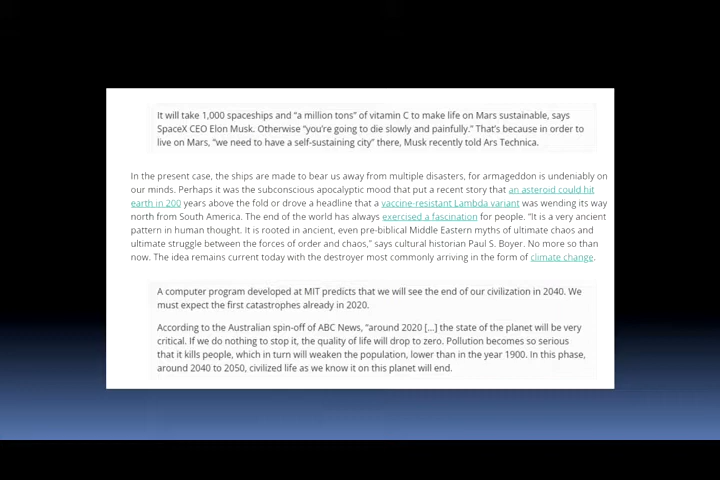 It will take 1,000 spaceships and “a million tons” of vitamin C to make life on Mars sustainable, says
SpaceX CEO Elon Musk. Otherwise “you’re going to die slowly and painfully.” That’s because in order to
live on Mars, “we need to have a self-sustaining city” there, Musk recently told Ars Technica.
In the present case, the ships are made to bear us away from multiple disasters, for armageddon is undeniably on
our minds. Perhaps it was the subconscious apocalyptic mood that put a recent story that an asteroid could hit
earth in 200 years above the fold or drove a headline that a vaccine-resistant Lambda variant was wending its way
north from South America. The end of the world has always exercised a fascination for people. “It is a very ancient
pattern in human thought. It is rooted in ancient, even pre-biblical Middle Eastern myths of ultimate chaos and
ultimate struggle between the forces of order and chaos,” says cultural historian Paul S. Boyer. No more so than
now. The idea remains current today with the destroyer most commonly arriving in the form of climate change.
A computer program developed at MIT predicts that we will see the end of our civilization in 2040. We
must expect the first catastrophes already in 2020.
According to the Australian spin-off of ABC News, “around 2020 [...] the state of the planet will be very
critical. If we do nothing to stop it, the quality of life will drop to zero. Pollution becomes so serious
that it kills people, which in turn will weaken the population, lower than in the year 1900. In this phase,
around 2040 to 2050, civilized life as we know it on this planet will end.